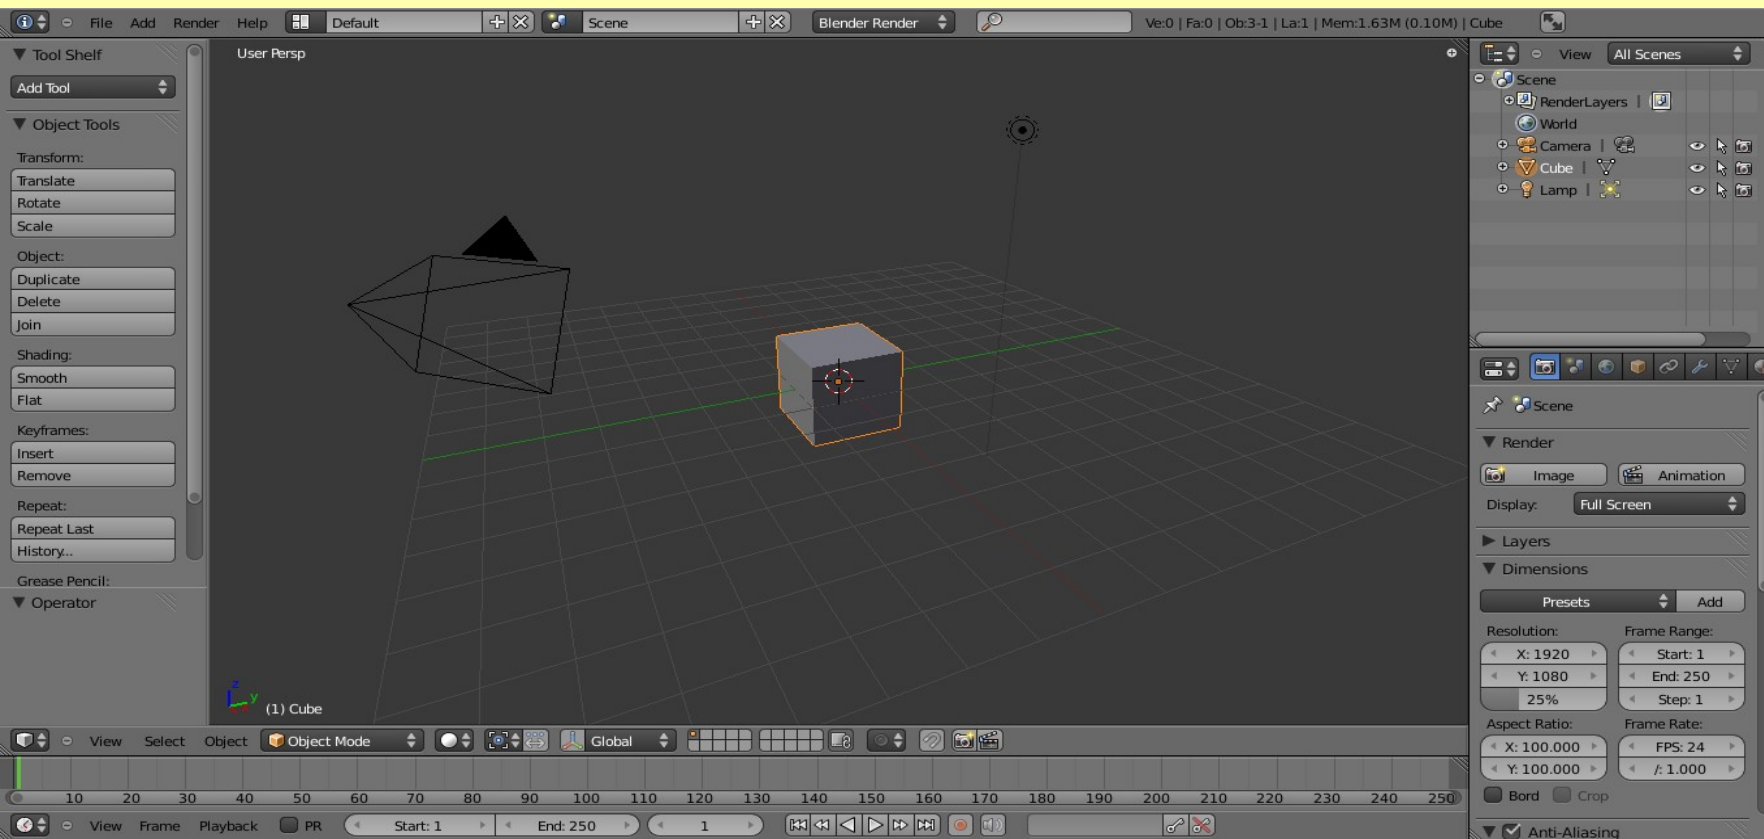 File Add Render Help Default Scene Blender Render Ve:0 | Fa:0 | Ob:3-1 | La:1 | Mem:1.63M (0.10M) | Cube
Tool Shelf
Add Tool
Object Tools
Transform:
Translate
Rotate
Scale
Object:
Duplicate
Delete
Join
Shading:
Smooth
Flat
Keyframes:
Insert
Remove
Repeat:
Repeat Last
History...
Grease Pencil:
Operator
User Persp
z
y
(1) Cube
View Select Object Object Mode Global
10 20 30 40 50 60 70 80 90 100 110 120 130 140 150 160 170 180 190 200 210 220 230 240 250
View Frame Playback PR Start: 1 End: 250 1
View All Scenes
Scene
RenderLayers |
World
Camera |
Cube |
Lamp |
Scene
Render
Image Animation
Display: Full Screen
Layers
Dimensions
Presets Add
Resolution: Frame Range:
X: 1920 Start: 1
Y: 1080 End: 250
25% Step: 1
Aspect Ratio: Frame Rate:
X: 100.000 FPS: 24
Y: 100.000 /: 1.000
Bord Crop
Anti-Aliasing